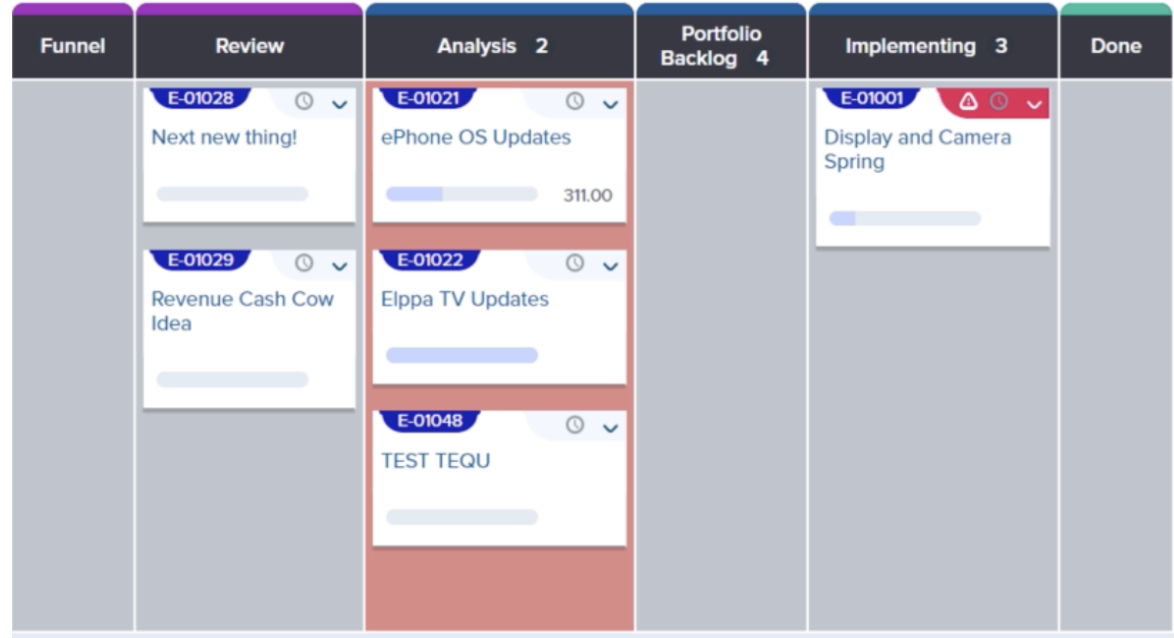 Funnel
Review
Analysis 2
Portfolio
Backlog 4
Implementing 3
Done
E-01028
Next new thing!
E-01029
Revenue Cash Cow
Idea
E-01021
ePhone OS Updates
311.00
E-01022
Elppa TV Updates
E-01048
TEST TEQU
E-01001
Display and Camera
Spring